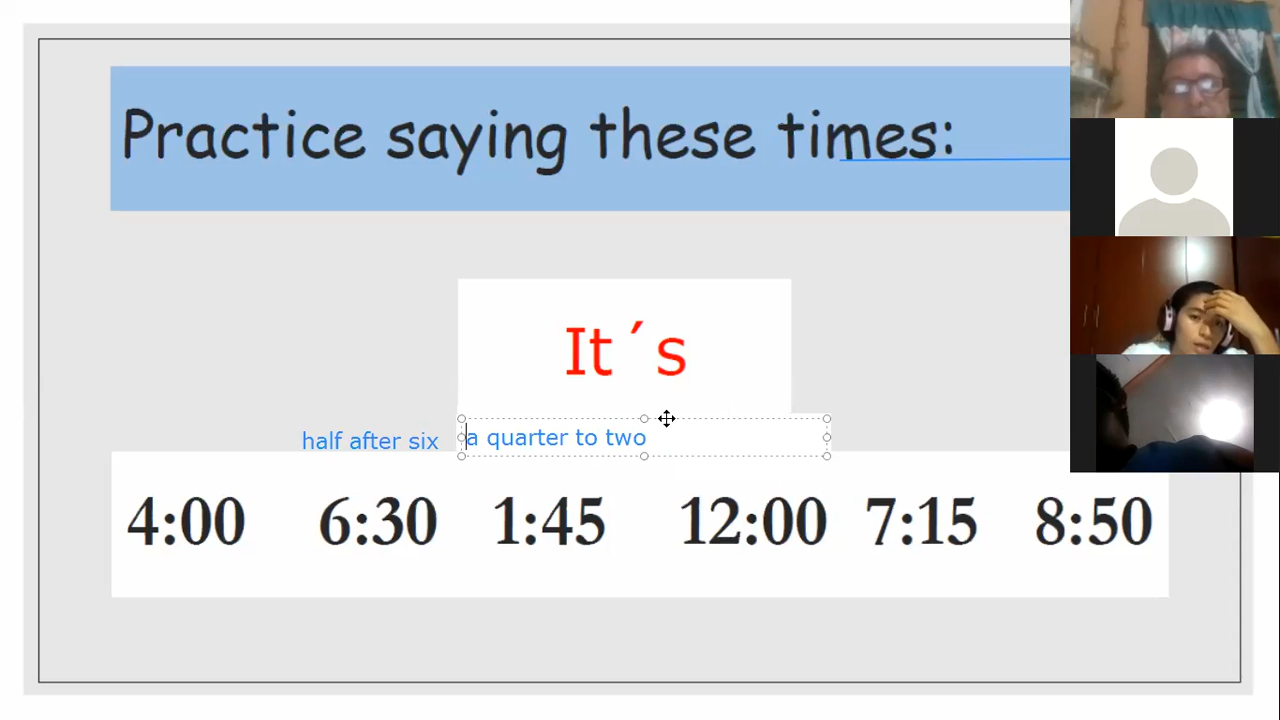 Practice saying these times:
It´s
half after six a quarter to two
4:00 6:30 1:45 12:00 7:15 8:50